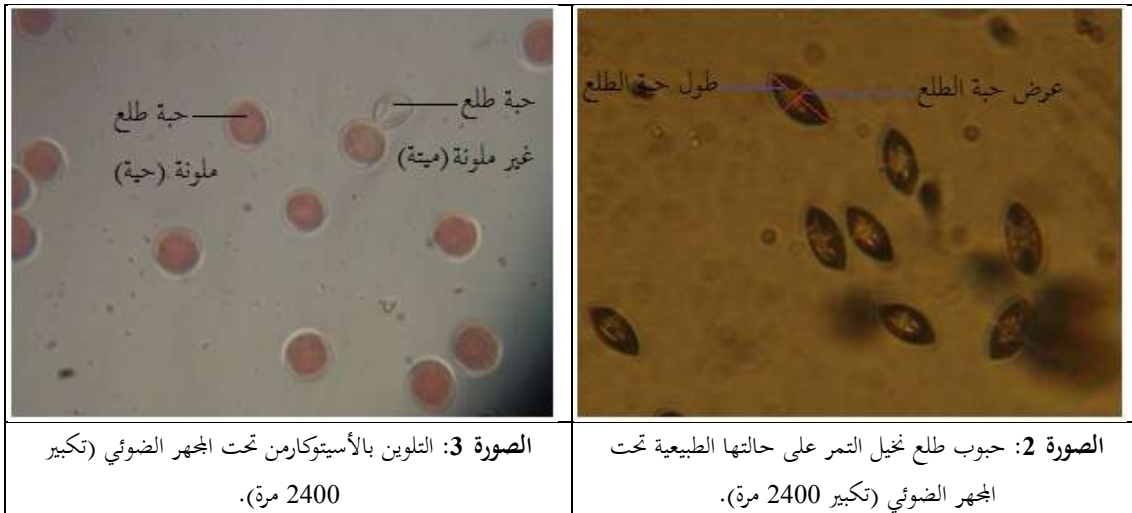 عرض حبة الطلع
طول حبة الطلع
حبة طلع
غير ملونة (ميتة)
حبة طلع
ملونة (حية)
الصورة 2: حبوب طلع نخيل التمر على حالتها الطبيعية تحت
المجهر الضوئي (تكبير 2400 مرة).
الصورة 3: التلوين بالأسيتوكارمن تحت المجهر الضوئي (تكبير
2400 مرة).